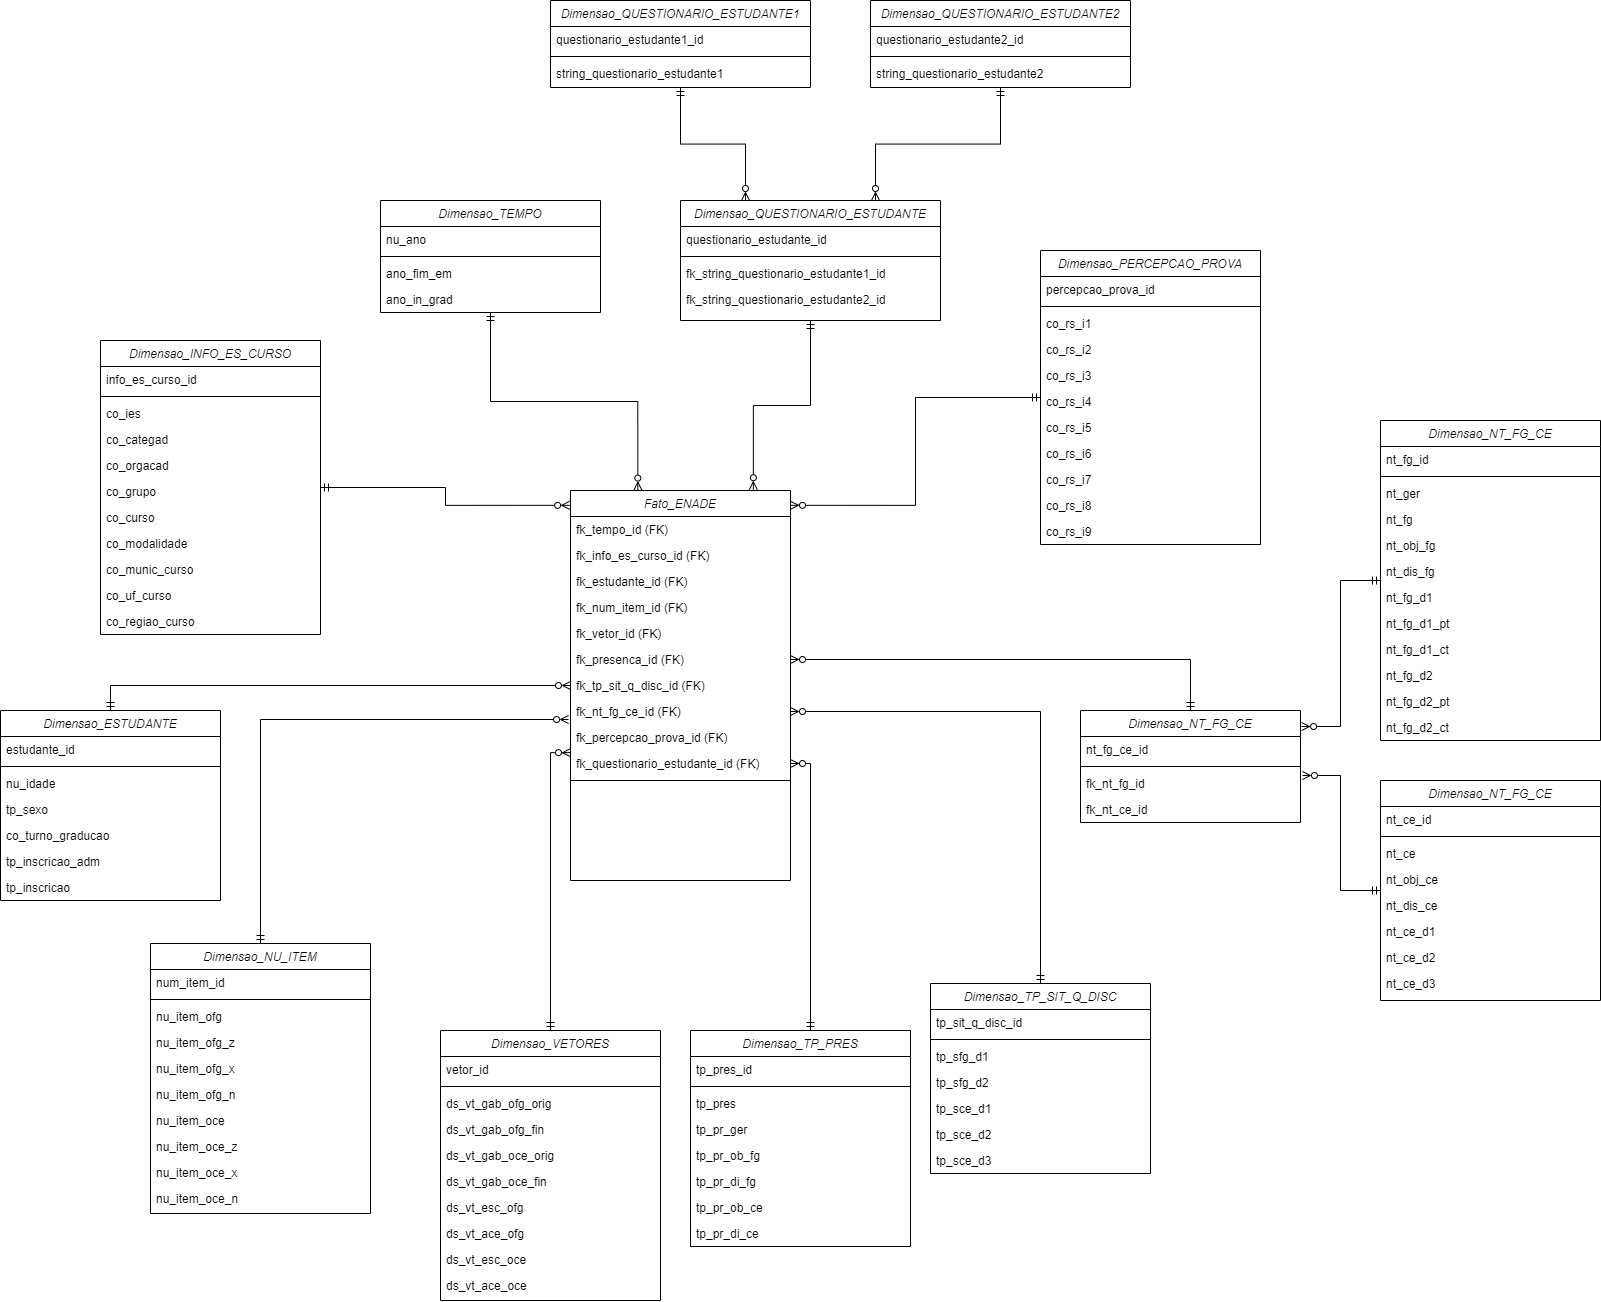 Dimensao_QUESTIONARIO_ESTUDANTE1
questionario_estudante1_id
string_questionario_estudante1
Dimensao_QUESTIONARIO_ESTUDANTE2
questionario_estudante2_id
string_questionario_estudante2
Dimensao_TEMPO
nu_ano
ano_fim_em
ano_in_grad
Dimensao_QUESTIONARIO_ESTUDANTE
questionario_estudante_id
fk_string_questionario_estudante1_id
fk_string_questionario_estudante2_id
Dimensao_PERCEPCAO_PROVA
percepcao_prova_id
co_rs_i1
co_rs_i2
co_rs_i3
co_rs_i4
co_rs_i5
co_rs_i6
co_rs_i7
co_rs_i8
co_rs_i9
Dimensao_INFO_ES_CURSO
info_es_curso_id
co_ies
co_categad
co_orgacad
co_grupo
co_curso
co_modalidade
co_munic_curso
co_uf_curso
co_regiao_curso
Fato_ENADE
fk_tempo_id (FK)
fk_info_es_curso_id (FK)
fk_estudante_id (FK)
fk_num_item_id (FK)
fk_vetor_id (FK)
fk_presenca_id (FK)
fk_tp_sit_q_disc_id (FK)
fk_nt_fg_ce_id (FK)
fk_percepcao_prova_id (FK)
fk_questionario_estudante_id (FK)
Dimensao_NT_FG_CE
nt_fg_id
nt_ger
nt_fg
nt_obj_fg
nt_dis_fg
nt_fg_d1
nt_fg_d1_pt
nt_fg_d1_ct
nt_fg_d2
nt_fg_d2_pt
nt_fg_d2_ct
Dimensao_ESTUDANTE
estudante_id
nu_idade
tp_sexo
co_turno_graducao
tp_inscricao_adm
tp_inscricao
Dimensao_NT_FG_CE
nt_fg_ce_id
fk_nt_fg_id
fk_nt_ce_id
Dimensao_NT_FG_CE
nt_ce_id
nt_ce
nt_obj_ce
nt_dis_ce
nt_ce_d1
nt_ce_d2
nt_ce_d3
Dimensao_NU_ITEM
num_item_id
nu_item_ofg
nu_item_ofg_z
nu_item_ofg_x
nu_item_ofg_n
nu_item_oce
nu_item_oce_z
nu_item_oce_x
nu_item_oce_n
Dimensao_VETORES
vetor_id
ds_vt_gab_ofg_orig
ds_vt_gab_ofg_fin
ds_vt_gab_oce_orig
ds_vt_gab_oce_fin
ds_vt_esc_ofg
ds_vt_ace_ofg
ds_vt_esc_oce
ds_vt_ace_oce
Dimensao_TP_PRES
tp_pres_id
tp_pres
tp_pr_ger
tp_pr_ob_fg
tp_pr_di_fg
tp_pr_ob_ce
tp_pr_di_ce
Dimensao_TP_SIT_Q_DISC
tp_sit_q_disc_id
tp_sfg_d1
tp_sfg_d2
tp_sce_d1
tp_sce_d2
tp_sce_d3